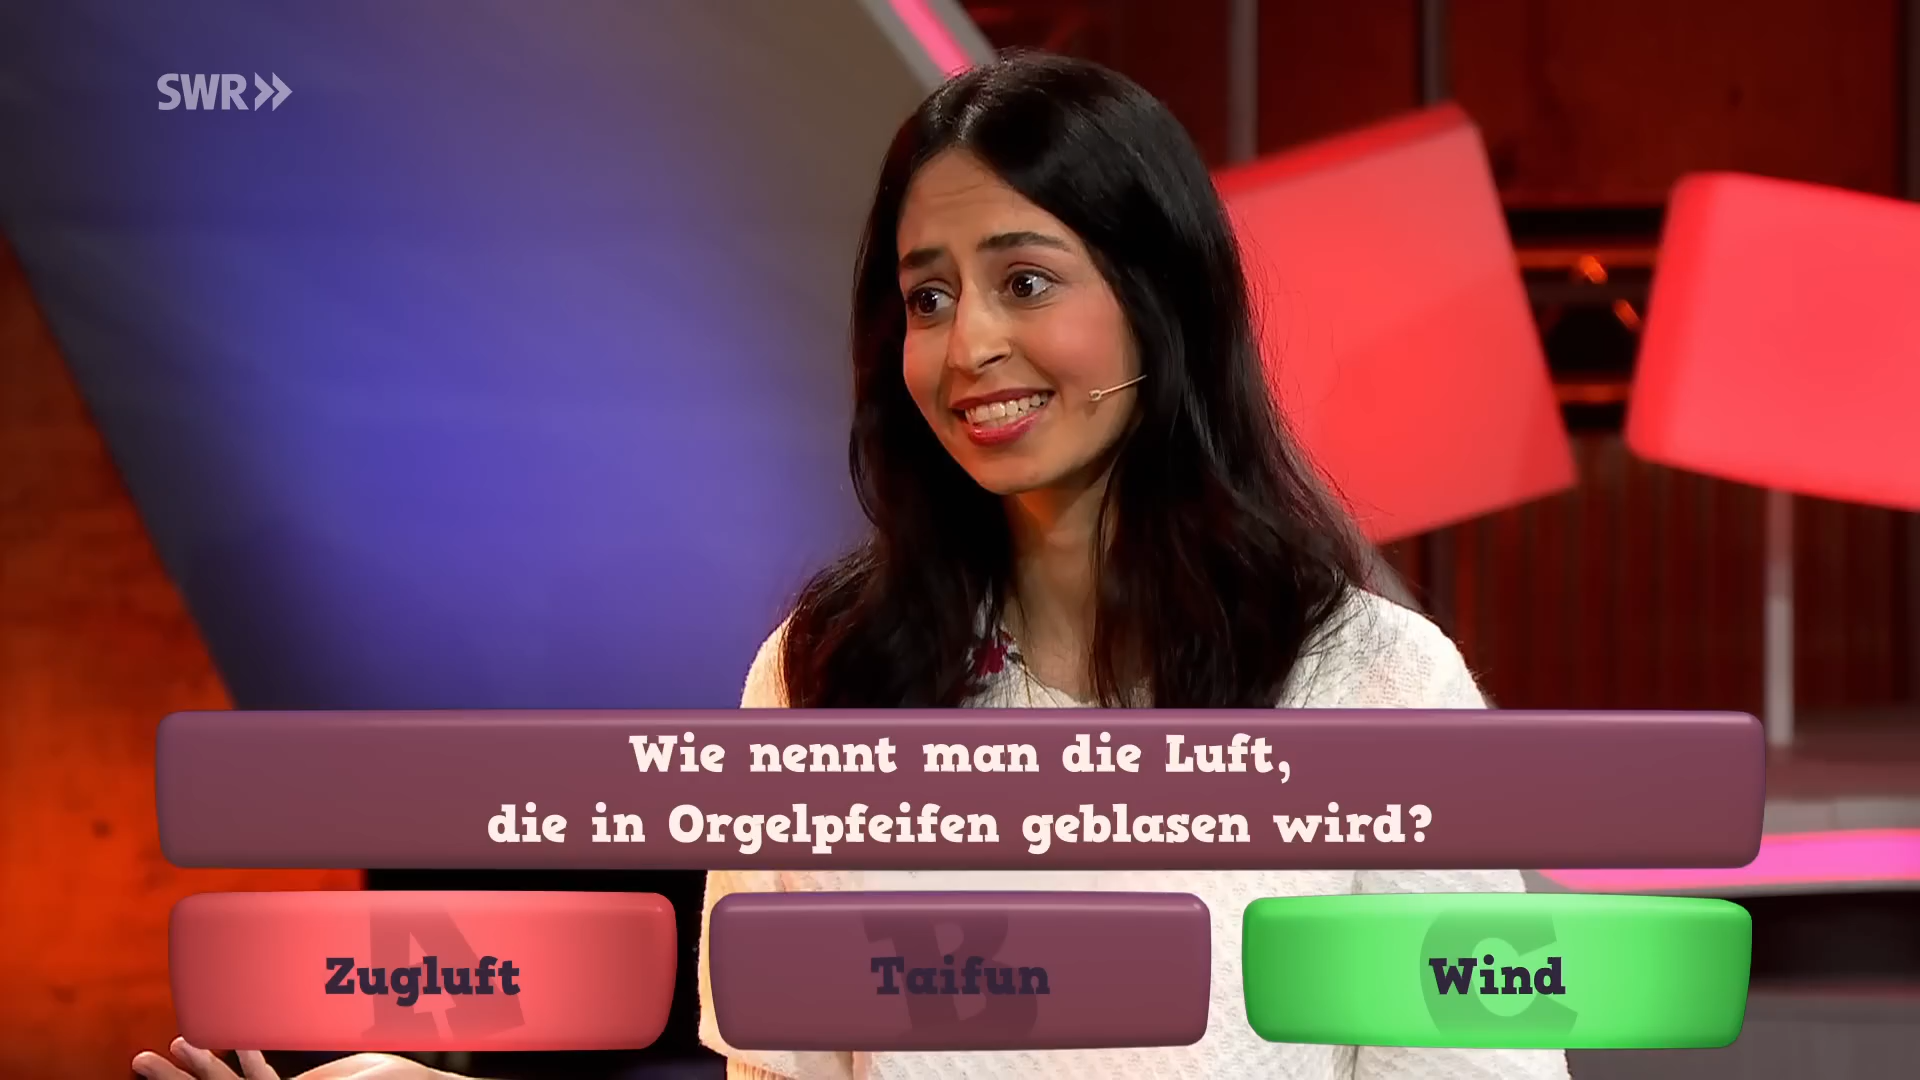 SWR
Wie nennt man die Luft,
die in Orgelpfeifen geblasen wird?
A
Zugluft
B
Taifun
C
Wind